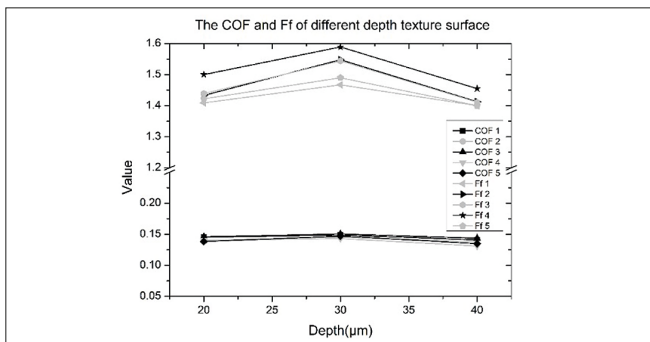 The COF and Ff of different depth texture surface
1.6
1.5
1.4
1.3
1.2
0.20
0.15
0.10
0.05
Value
COF 1
COF 2
COF 3
COF 4
COF 5
Ff 1
Ff 2
Ff 3
Ff 4
Ff 5
20 25 30 35 40
Depth(μm)